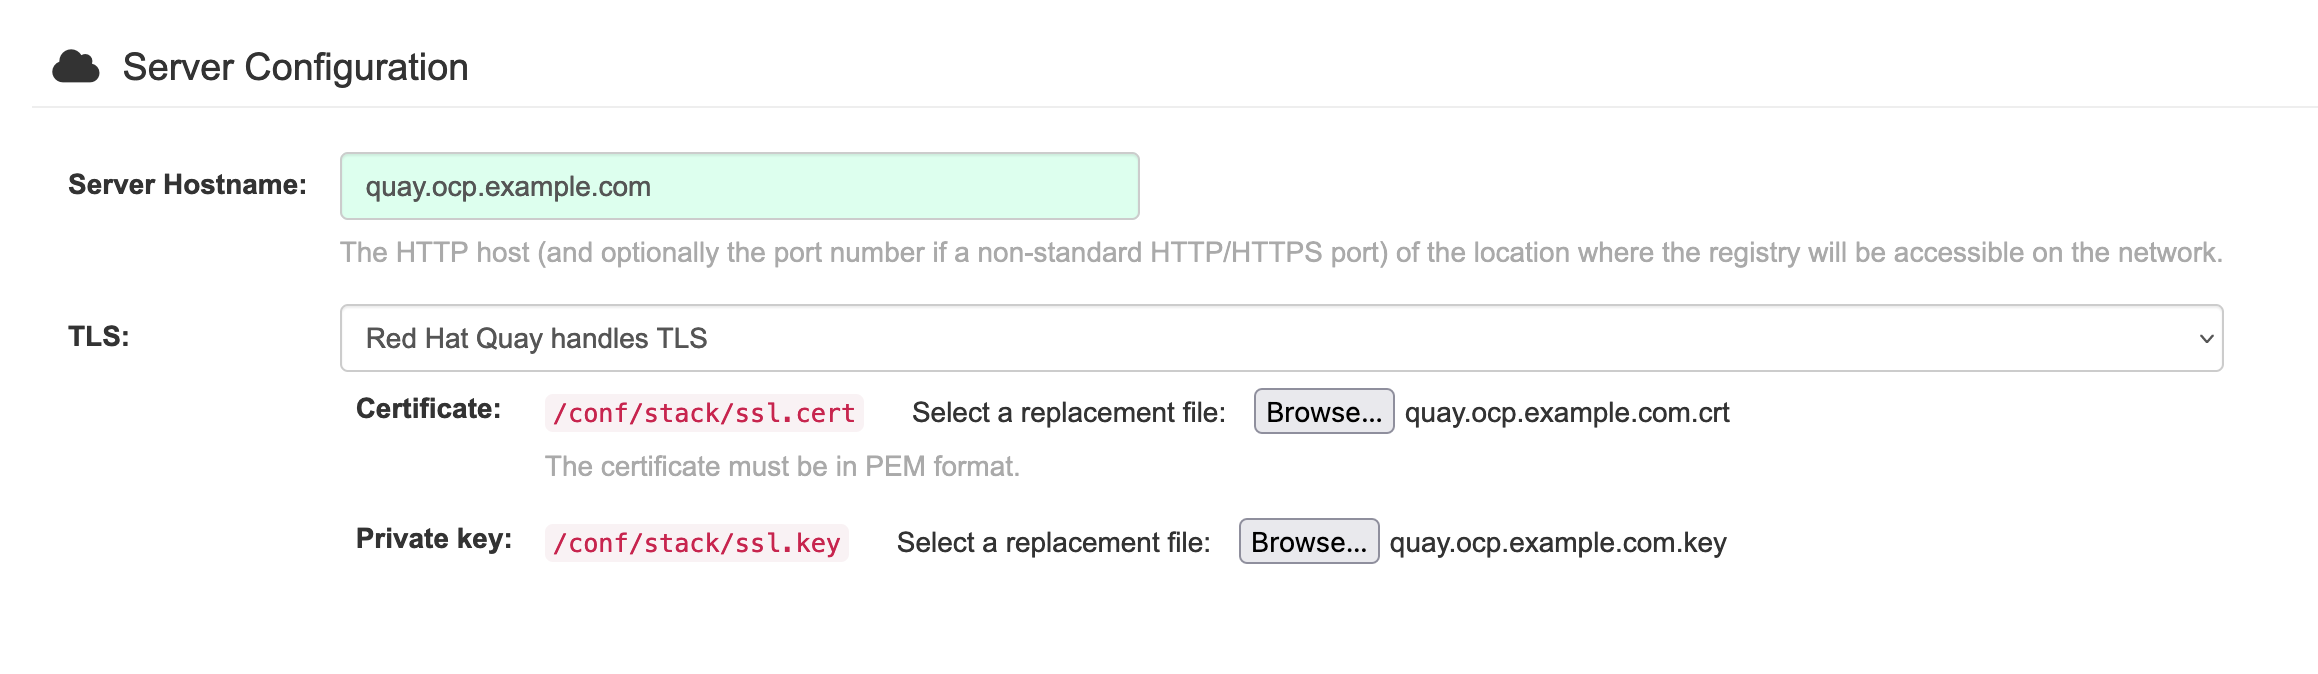 Server Configuration
Server Hostname: quay.ocp.example.com
The HTTP host (and optionally the port number if a non-standard HTTP/HTTPS port) of the location where the registry will be accessible on the network.
TLS: Red Hat Quay handles TLS
Certificate: /conf/stack/ssl.cert Select a replacement file: Browse... quay.ocp.example.com.crt
The certificate must be in PEM format.
Private key: /conf/stack/ssl.key Select a replacement file: Browse... quay.ocp.example.com.key